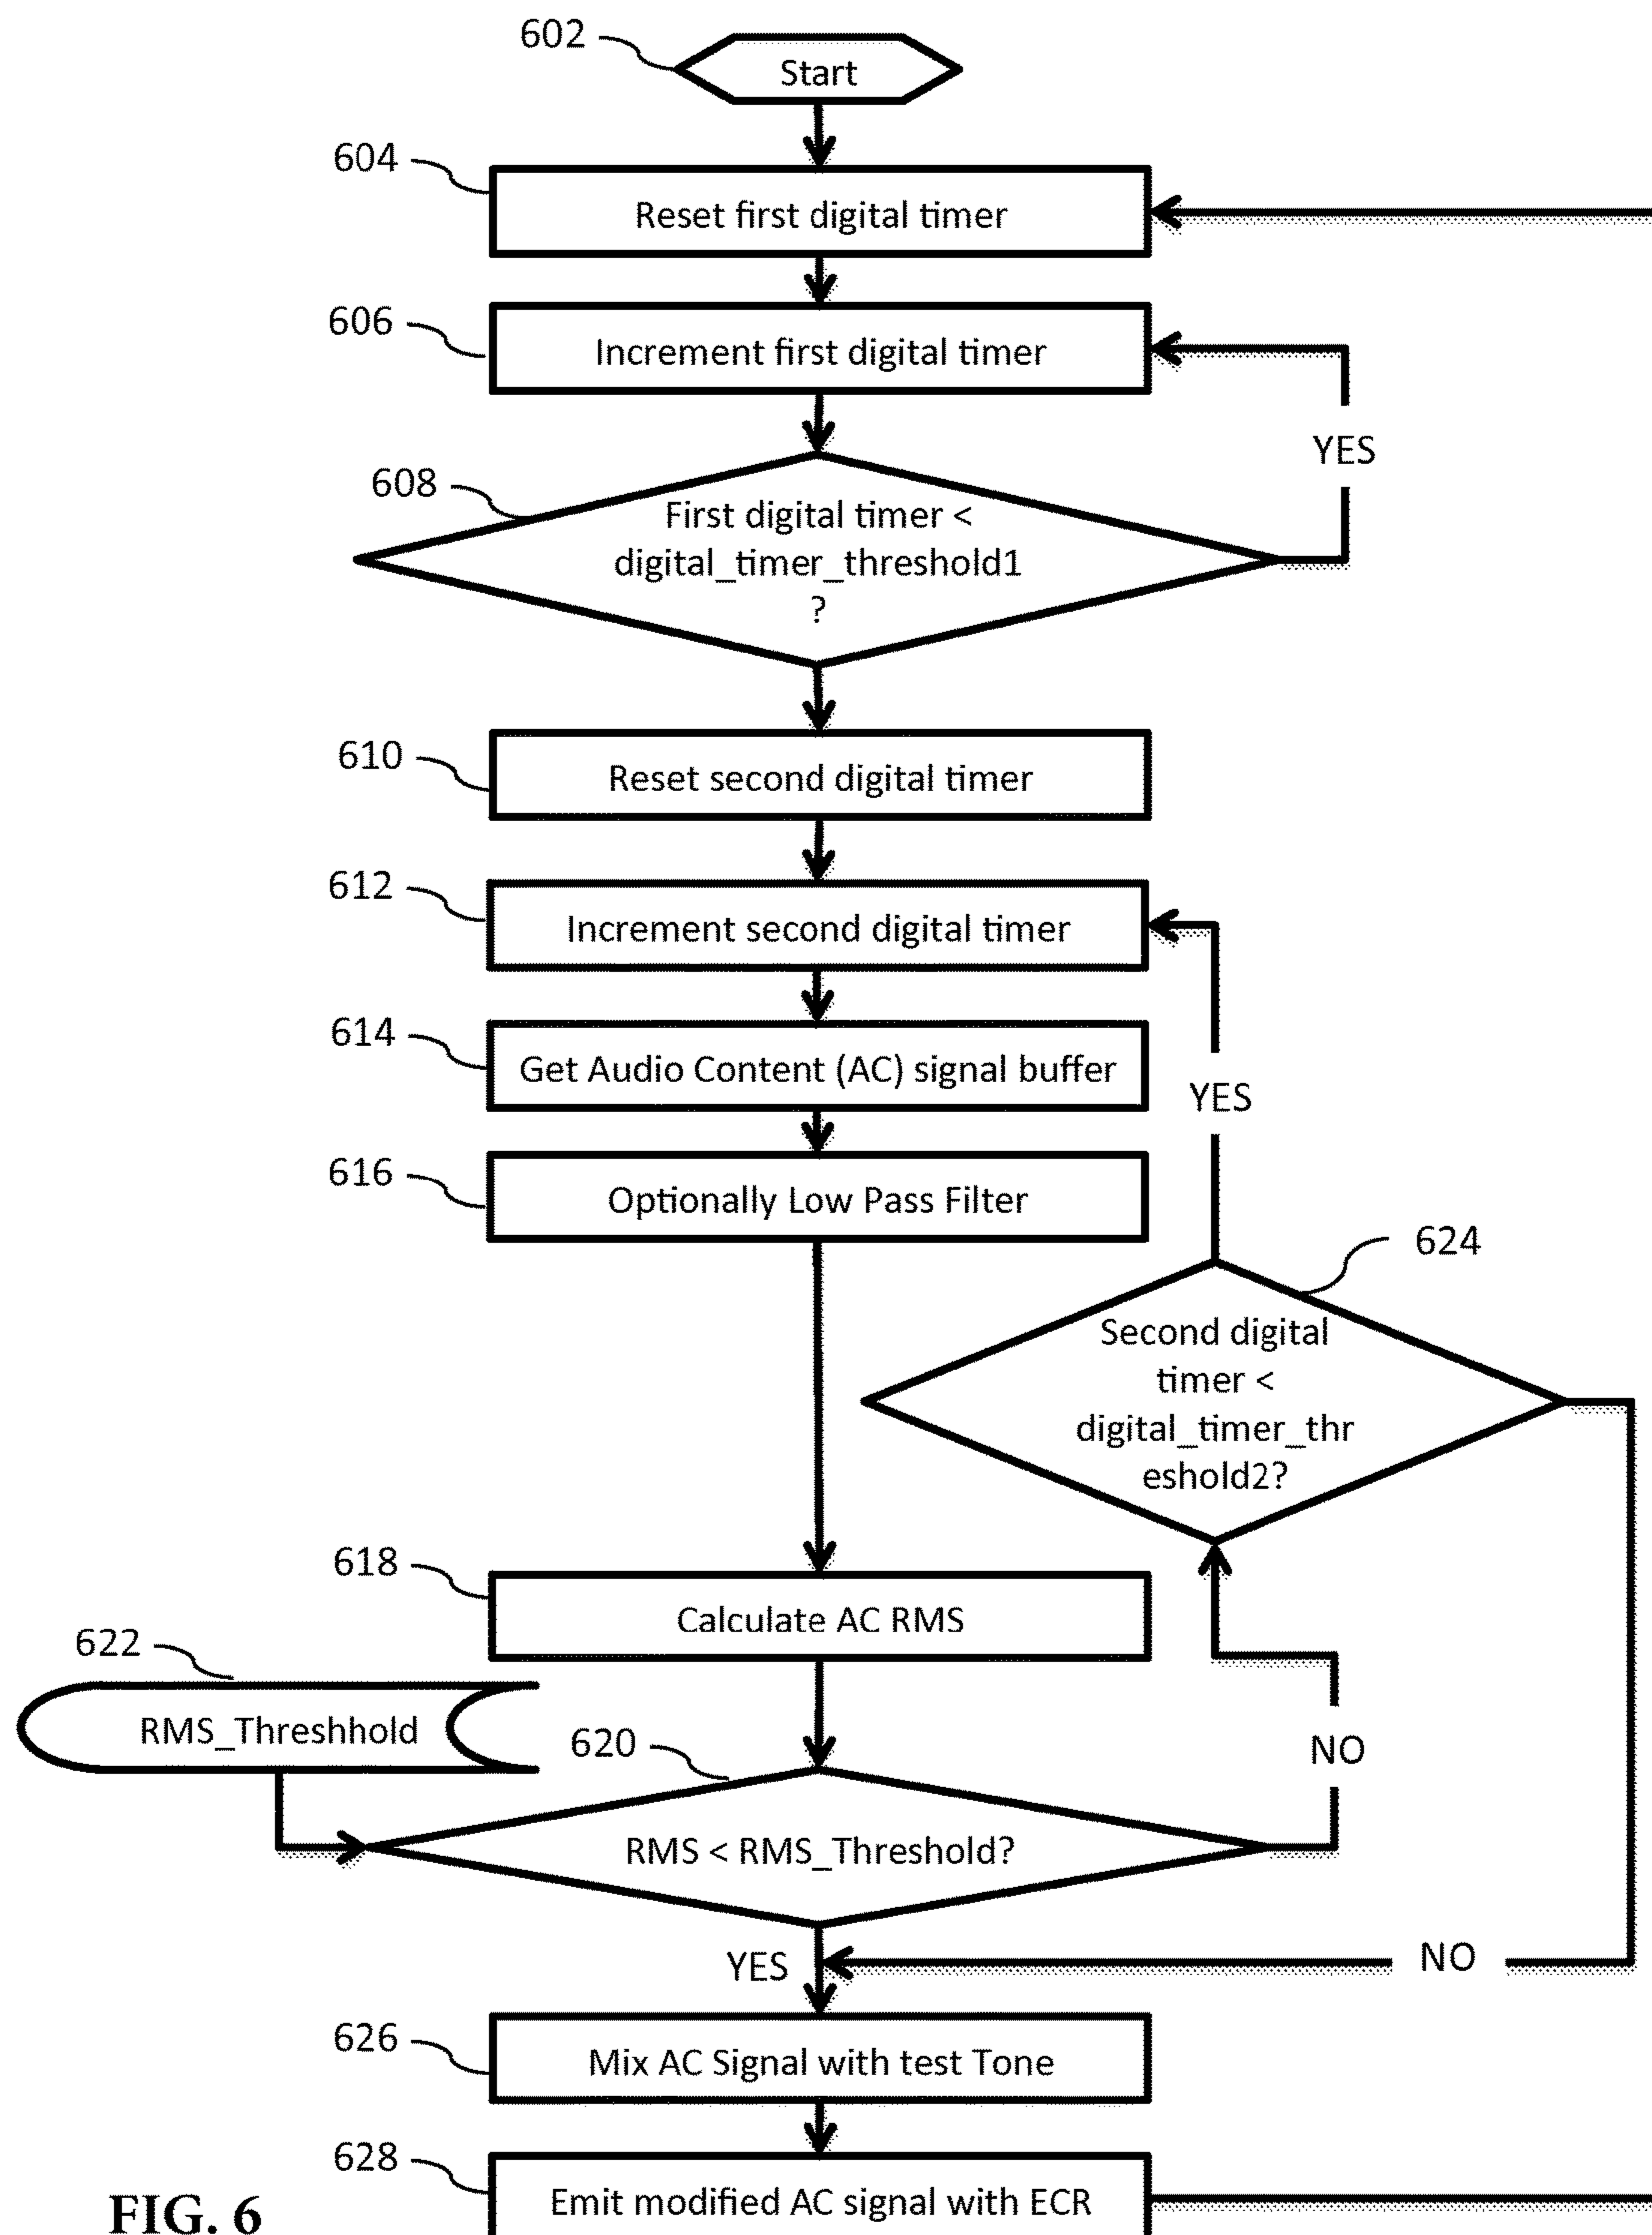 602
Start
604
Reset first digital timer
606
Increment first digital timer
YES
608
First digital timer <
digital_timer_threshold1
?
610
Reset second digital timer
612
Increment second digital timer
614
Get Audio Content (AC) signal buffer
YES
616
Optionally Low Pass Filter
624
Second digital
timer <
digital_timer_thr
eshold2?
618
Calculate AC RMS
622
RMS_Threshhold
620
NO
RMS < RMS_Threshold?
YES
NO
626
Mix AC Signal with test Tone
628
Emit modified AC signal with ECR
FIG. 6